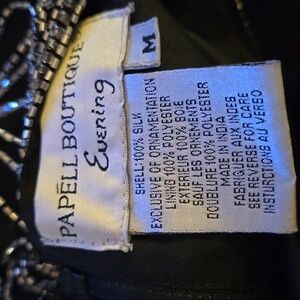 PAPÉLL BOUTIQUE
Evening
M
SHELL:100% SILK
EXCLUSIVE OF ORNAMENTATION
LINING:100% POLYESTER
EXTERIEUR:100% SOIE
SAUF LES ORNEMENTS
DOUBLURE:100% POLYESTER
MADE IN INDIA
FABRIQUE AUX INDES
SEE REVERSE FOR CARE
INSTRUCTIONS AU VERSO